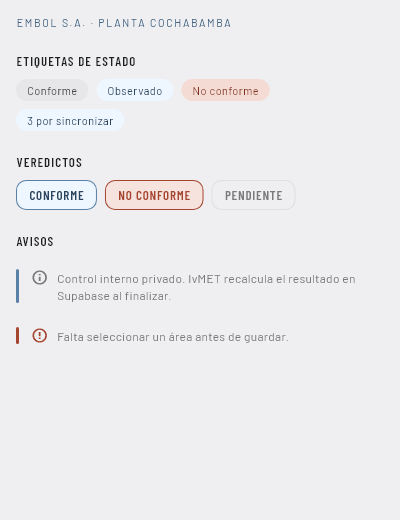 EMBOL S.A. · PLANTA COCHABAMBA
ETIQUETAS DE ESTADO
Conforme Observado No conforme
3 por sincronizar
VEREDICTOS
CONFORME NO CONFORME PENDIENTE
AVISOS
Control interno privado. IvMET recalcula el resultado en
Supabase al finalizar.
Falta seleccionar un área antes de guardar.